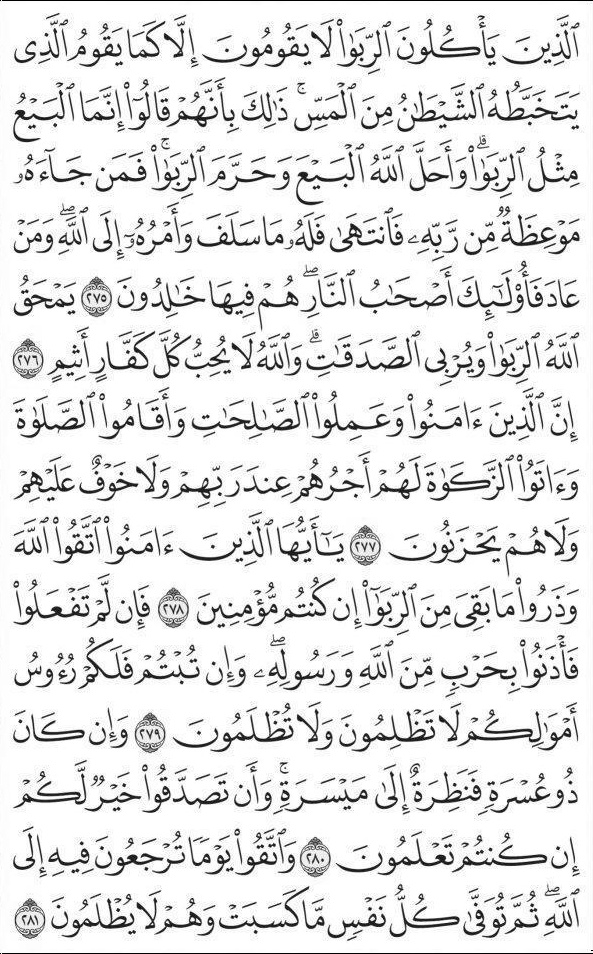 ٱلَّذِينَ يَأْكُلُونَ ٱلرِّبَوٰا۟ لَا يَقُومُونَ إِلَّا كَمَا يَقُومُ ٱلَّذِى
يَتَخَبَّطُهُ ٱلشَّيْطَـٰنُ مِنَ ٱلْمَسِّ ۚ ذَٰلِكَ بِأَنَّهُمْ قَالُوٓا۟ إِنَّمَا ٱلْبَيْعُ
مِثْلُ ٱلرِّبَوٰا۟ ۗ وَأَحَلَّ ٱللَّهُ ٱلْبَيْعَ وَحَرَّمَ ٱلرِّبَوٰا۟ ۚ فَمَن جَآءَهُۥ
مَوْعِظَةٌ مِّن رَّبِّهِۦ فَٱنتَهَىٰ فَلَهُۥ مَا سَلَفَ وَأَمْرُهُۥٓ إِلَى ٱللَّهِ ۖ وَمَنْ
عَادَ فَأُو۟لَـٰٓئِكَ أَصْحَـٰبُ ٱلنَّارِ ۖ هُمْ فِيهَا خَـٰلِدُونَ ٢٧٥ يَمْحَقُ
ٱللَّهُ ٱلرِّبَوٰا۟ وَيُرْبِى ٱلصَّدَقَـٰتِ ۗ وَٱللَّهُ لَا يُحِبُّ كُلَّ كَفَّارٍ أَثِيمٍ ٢٧٦
إِنَّ ٱلَّذِينَ ءَامَنُوا۟ وَعَمِلُوا۟ ٱلصَّـٰلِحَـٰتِ وَأَقَامُوا۟ ٱلصَّلَوٰةَ
وَءَاتَوُا۟ ٱلزَّكَوٰةَ لَهُمْ أَجْرُهُمْ عِندَ رَبِّهِمْ وَلَا خَوْفٌ عَلَيْهِمْ
وَلَا هُمْ يَحْزَنُونَ ٢٧٧ يَـٰٓأَيُّهَا ٱلَّذِينَ ءَامَنُوا۟ ٱتَّقُوا۟ ٱللَّهَ
وَذَرُوا۟ مَا بَقِىَ مِنَ ٱلرِّبَوٰٓا۟ إِن كُنتُم مُّؤْمِنِينَ ٢٧٨ فَإِن لَّمْ تَفْعَلُوا۟
فَأْذَنُوا۟ بِحَرْبٍ مِّنَ ٱللَّهِ وَرَسُولِهِۦ ۖ وَإِن تُبْتُمْ فَلَكُمْ رُءُوسُ
أَمْوَٰلِكُمْ لَا تَظْلِمُونَ وَلَا تُظْلَمُونَ ٢٧٩ وَإِن كَانَ
ذُو عُسْرَةٍ فَنَظِرَةٌ إِلَىٰ مَيْسَرَةٍ ۚ وَأَن تَصَدَّقُوا۟ خَيْرٌ لَّكُمْ
إِن كُنتُمْ تَعْلَمُونَ ٢٨٠ وَٱتَّقُوا۟ يَوْمًا تُرْجَعُونَ فِيهِ إِلَى
ٱللَّهِ ۖ ثُمَّ تُوَفَّىٰ كُلُّ نَفْسٍ مَّا كَسَبَتْ وَهُمْ لَا يُظْلَمُونَ ٢٨١